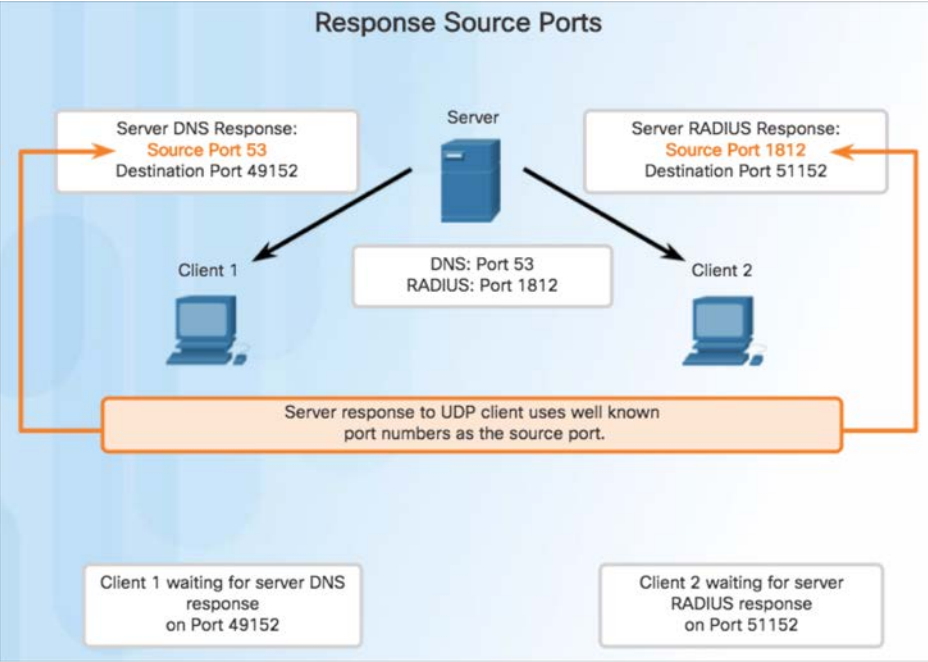 Response Source Ports
Server DNS Response:
Source Port 53
Destination Port 49152
Server
Server RADIUS Response:
Source Port 1812
Destination Port 51152
Client 1
DNS: Port 53
RADIUS: Port 1812
Client 2
Server response to UDP client uses well known
port numbers as the source port.
Client 1 waiting for server DNS
response
on Port 49152
Client 2 waiting for server
RADIUS response
on Port 51152